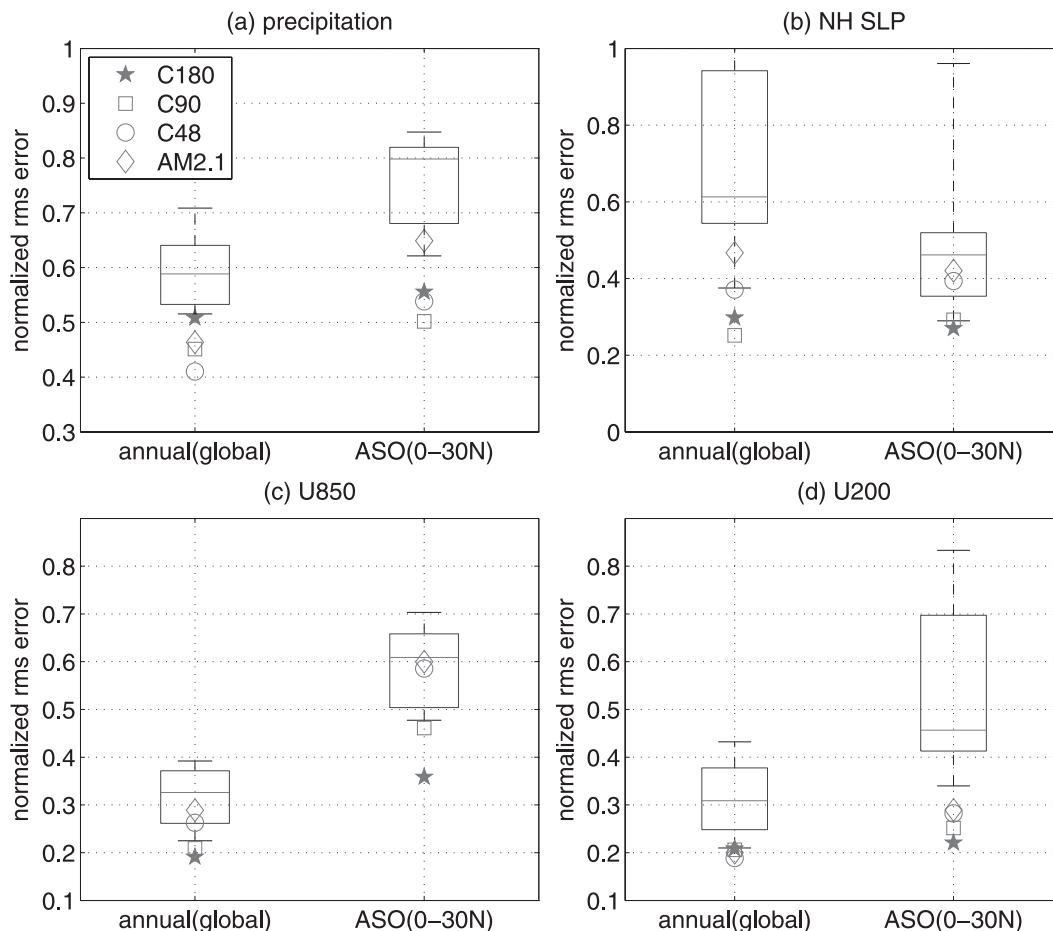 (a) precipitation
normalized rms error
1
0.9
0.8
0.7
0.6
0.5
0.4
0.3
C180
C90
C48
AM2.1
annual(global) ASO(0–30N)
(b) NH SLP
normalized rms error
1
0.8
0.6
0.4
0.2
0
annual(global) ASO(0–30N)
(c) U850
normalized rms error
0.8
0.7
0.6
0.5
0.4
0.3
0.2
0.1
annual(global) ASO(0–30N)
(d) U200
normalized rms error
0.8
0.7
0.6
0.5
0.4
0.3
0.2
0.1
annual(global) ASO(0–30N)